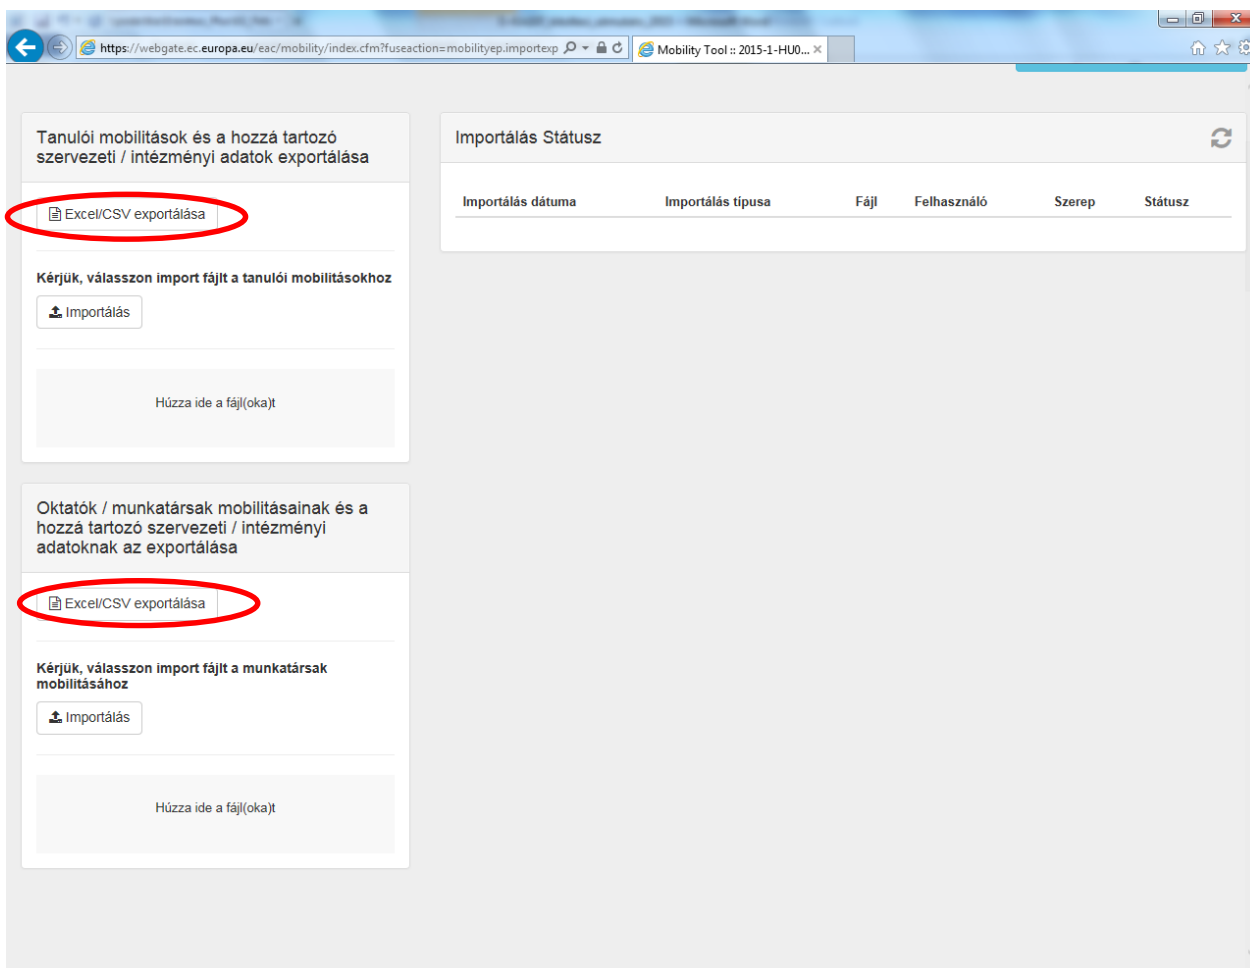 https://webgate.ec.europa.eu/eac/mobility/index.cfm?fuseaction=mobilityep.importexp
Mobility Tool :: 2015-1-HU0...
Tanulói mobilitások és a hozzá tartozó
szervezeti / intézményi adatok exportálása
Excel/CSV exportálása
Kérjük, válasszon import fájlt a tanulói mobilitásokhoz
Importálás
Húzza ide a fájl(oka)t
Importálás Státusz
Importálás dátuma Importálás típusa Fájl Felhasználó Szerep Státusz
Oktatók / munkatársak mobilitásainak és a
hozzá tartozó szervezeti / intézményi
adatoknak az exportálása
Excel/CSV exportálása
Kérjük, válasszon import fájlt a munkatársak
mobilitásához
Importálás
Húzza ide a fájl(oka)t